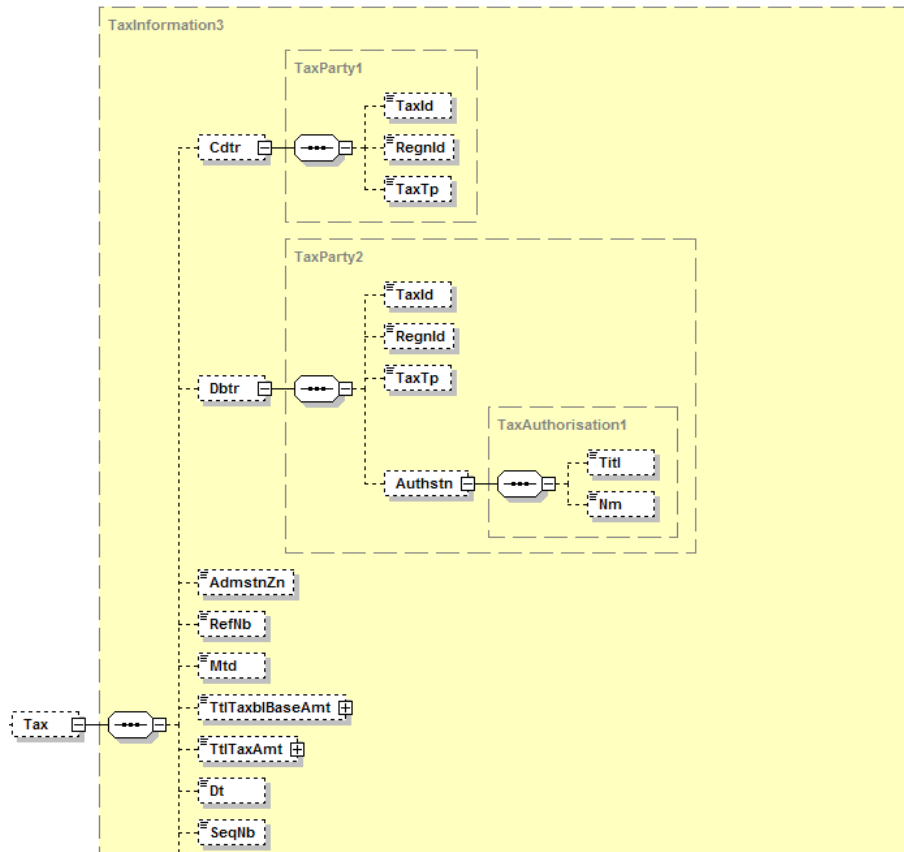 TaxInformation3
TaxParty1
TaxId
Cdtr
RegnId
TaxTp
TaxParty2
TaxId
RegnId
Dbtr
TaxTp
TaxAuthorisation1
Titl
Authstn
Nm
AdmstnZn
RefNb
Mtd
TtlTaxblBaseAmt
Tax
TtlTaxAmt
Dt
SeqNb